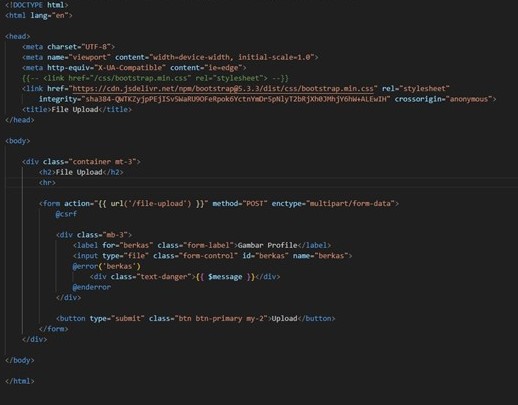 <!DOCTYPE html>
<html lang="en">
<head>
<meta charset="UTF-8">
<meta name="viewport" content="width=device-width, initial-scale=1.0">
<meta http-equiv="X-UA-Compatible" content="ie=edge">
{{-- <link href="/css/bootstrap.min.css" rel="stylesheet"> --}}
<link href="https://cdn.jsdelivr.net/npm/bootstrap@5.3.3/dist/css/bootstrap.min.css" rel="stylesheet"
integrity="sha384-QWTKZyjpPEjISv5WaRU9OFeRpok6YctnYmDr5pNlyT2bRjXh0JMhjY6hW+ALEwIH" crossorigin="anonymous">
<title>File Upload</title>
</head>
<body>
<div class="container mt-3">
<h2>File Upload</h2>
<hr>
<form action="{{ url('/file-upload') }}" method="POST" enctype="multipart/form-data">
@csrf
<div class="mb-3">
<label for="berkas" class="form-label">Gambar Profile</label>
<input type="file" class="form-control" id="berkas" name="berkas">
@error('berkas')
<div class="text-danger">{{ $message }}</div>
@enderror
</div>
<button type="submit" class="btn btn-primary my-2">Upload</button>
</form>
</div>
</body>
</html>